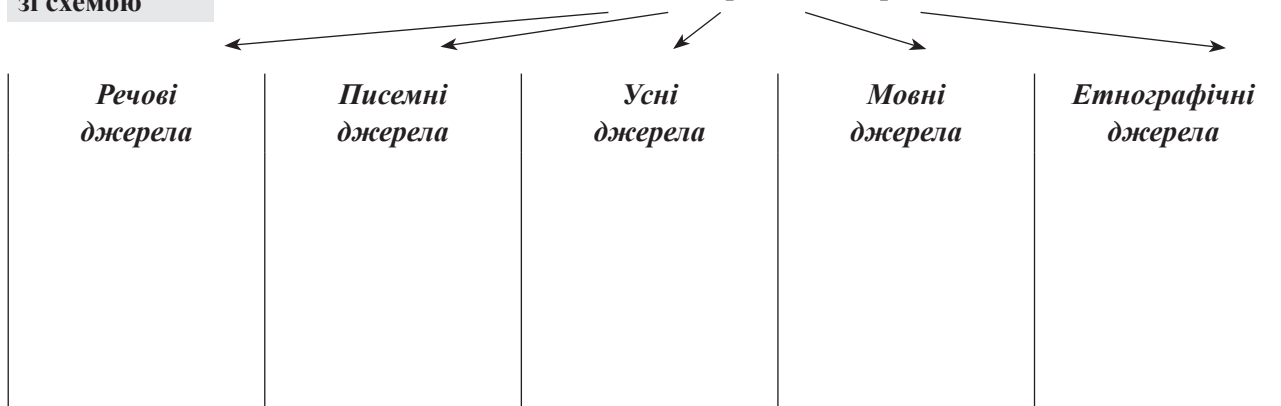 зі схемою
Речові
джерела
Писемні
джерела
Усні
джерела
Мовні
джерела
Етнографічні
джерела